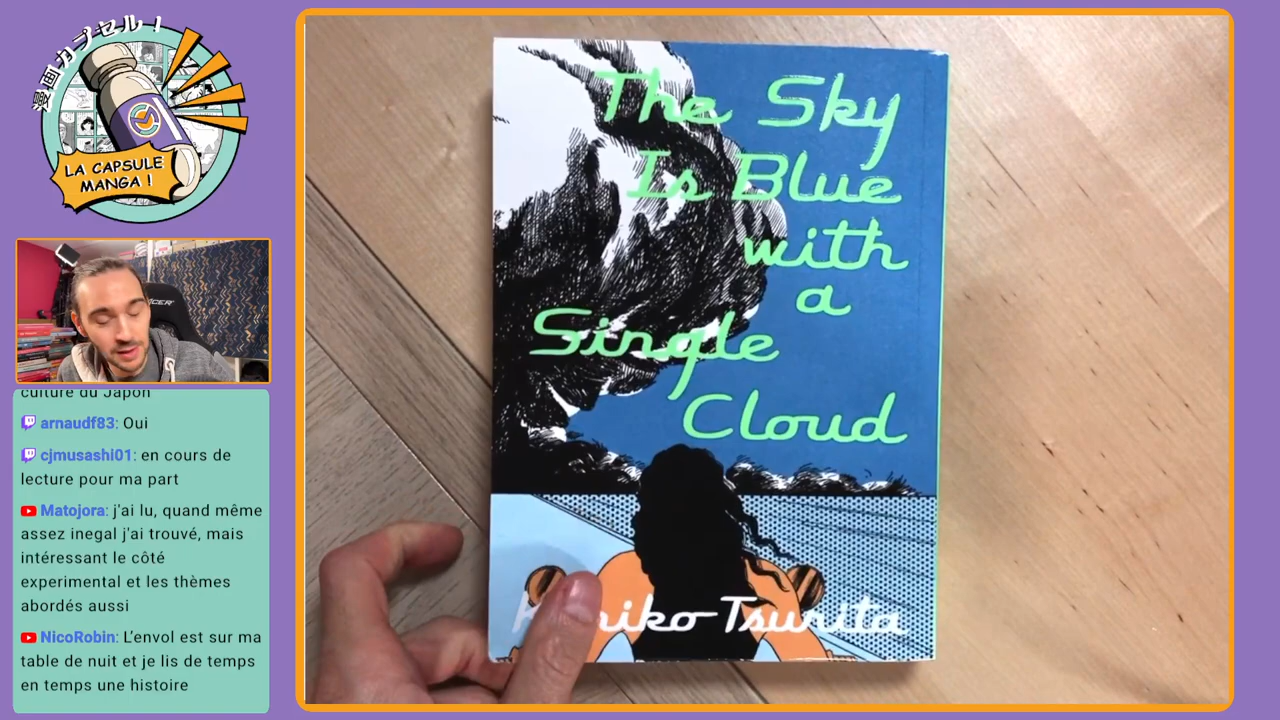 漫画カプセル！
LA CAPSULE
MANGA !
The Sky
Is Blue
with
a
Single
Cloud
Tsurita
culture du Japon
arnaudf83: Oui
cjmusashi01: en cours de
lecture pour ma part
Matojora: j'ai lu, quand même
assez inegal j'ai trouvé, mais
intéressant le côté
experimental et les thèmes
abordés aussi
NicoRobin: L'envol est sur ma
table de nuit et je lis de temps
en temps une histoire